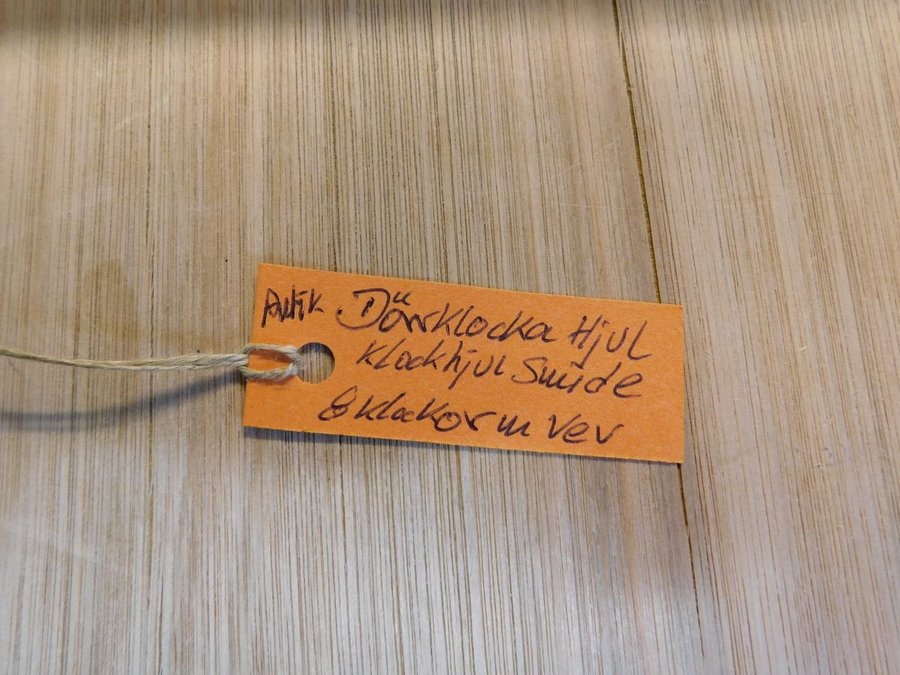 Antik Dörrklocka Hjul
Klockhjul Smide
8 klockor m vev